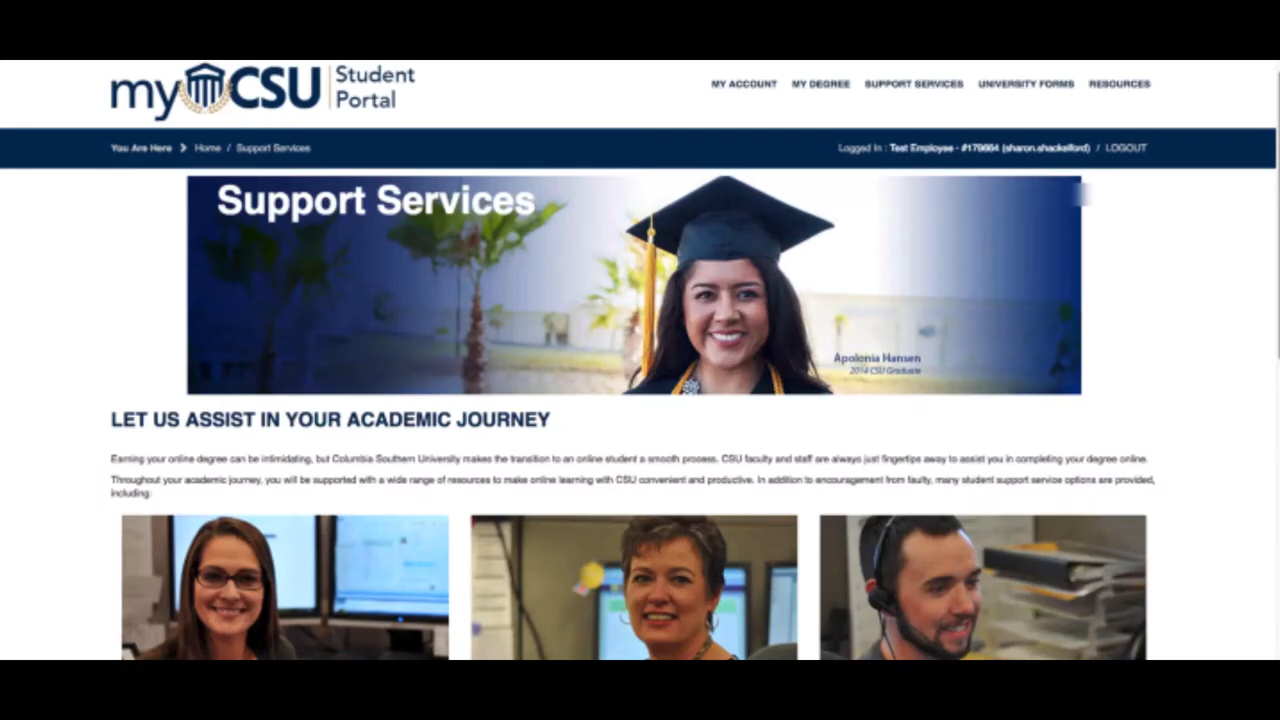 myCSU Student Portal
MY ACCOUNT MY DEGREE SUPPORT SERVICES UNIVERSITY FORMS RESOURCES
You Are Here > Home / Support Services
Logged In : Test Employee - #179664 (sharon.shackelford) / LOGOUT
Support Services
Apolonia Hansen
2014 CSU Graduate
LET US ASSIST IN YOUR ACADEMIC JOURNEY
Earning your online degree can be intimidating, but Columbia Southern University makes the transition to an online student a smooth process. CSU faculty and staff are always just fingertips away to assist you in completing your degree online.
Throughout your academic journey, you will be supported with a wide range of resources to make online learning with CSU convenient and productive. In addition to encouragement from faulty, many student support service options are provided,
including: